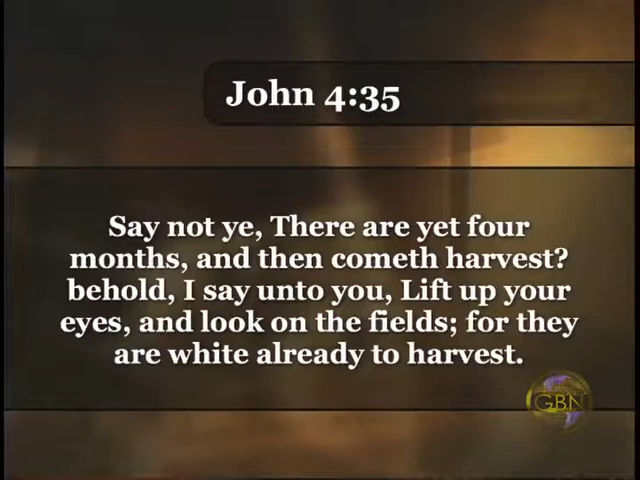 John 4:35
Say not ye, There are yet four
months, and then cometh harvest?
behold, I say unto you, Lift up your
eyes, and look on the fields; for they
are white already to harvest.
GBN